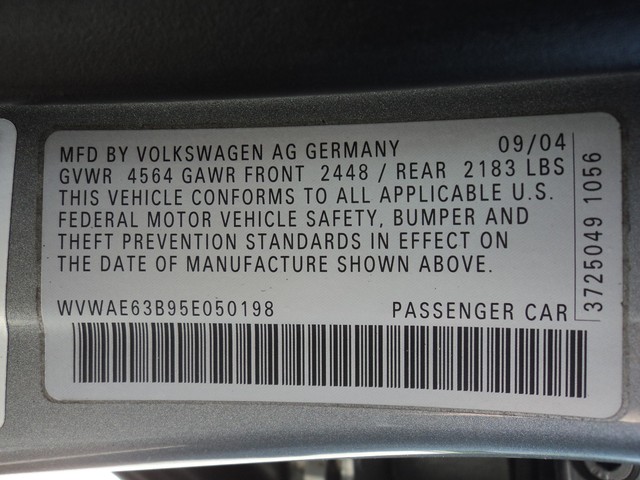 MFD BY VOLKSWAGEN AG GERMANY 09/04
GVWR 4564 GAWR FRONT 2448 / REAR 2183 LBS
THIS VEHICLE CONFORMS TO ALL APPLICABLE U.S.
FEDERAL MOTOR VEHICLE SAFETY, BUMPER AND
THEFT PREVENTION STANDARDS IN EFFECT ON
THE DATE OF MANUFACTURE SHOWN ABOVE.
WVWAE63B95E050198 PASSENGER CAR
3725049 1056